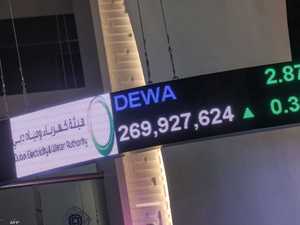 هيئة كهرباء ومياه دبي
Dubai Electricity & Water Authority
DEWA
2.87
269,927,624 ▲ 0.3
AFP